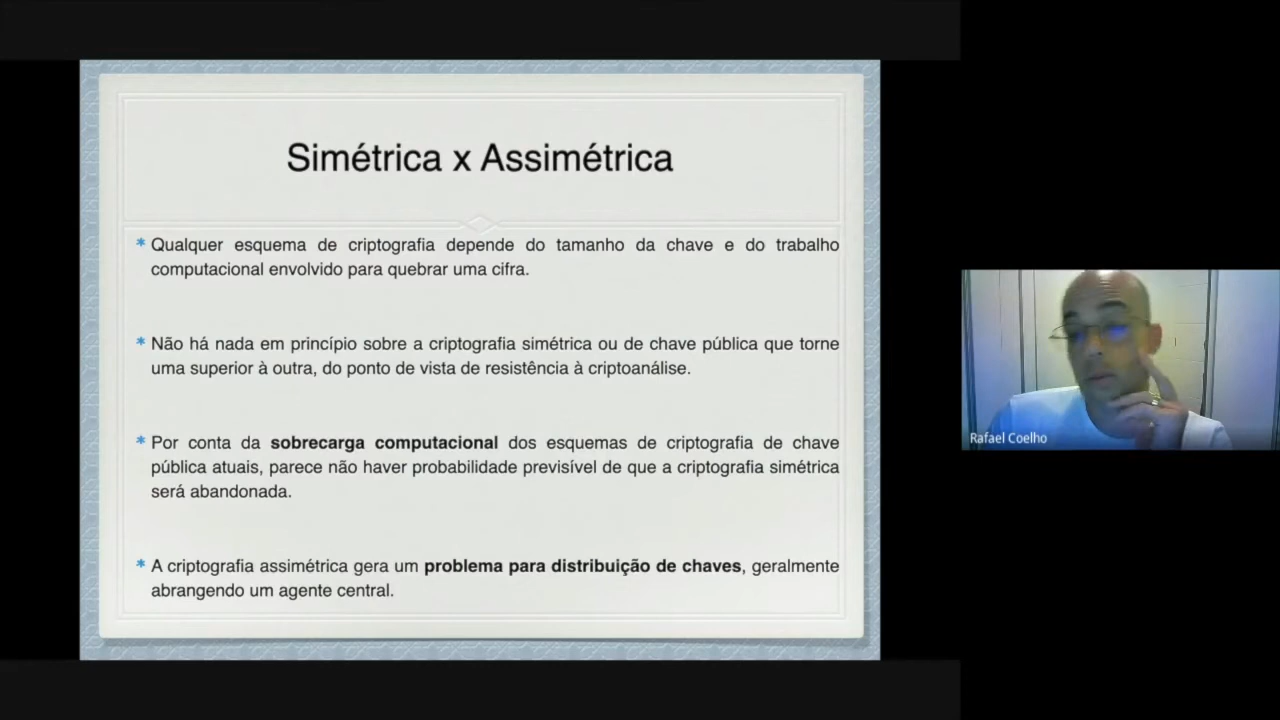 Simétrica x Assimétrica
* Qualquer esquema de criptografia depende do tamanho da chave e do trabalho
computacional envolvido para quebrar uma cifra.
* Não há nada em princípio sobre a criptografia simétrica ou de chave pública que torne
uma superior à outra, do ponto de vista de resistência à criptoanálise.
* Por conta da sobrecarga computacional dos esquemas de criptografia de chave
pública atuais, parece não haver probabilidade previsível de que a criptografia simétrica
será abandonada.
* A criptografia assimétrica gera um problema para distribuição de chaves, geralmente
abrangendo um agente central.
Rafael Coelho